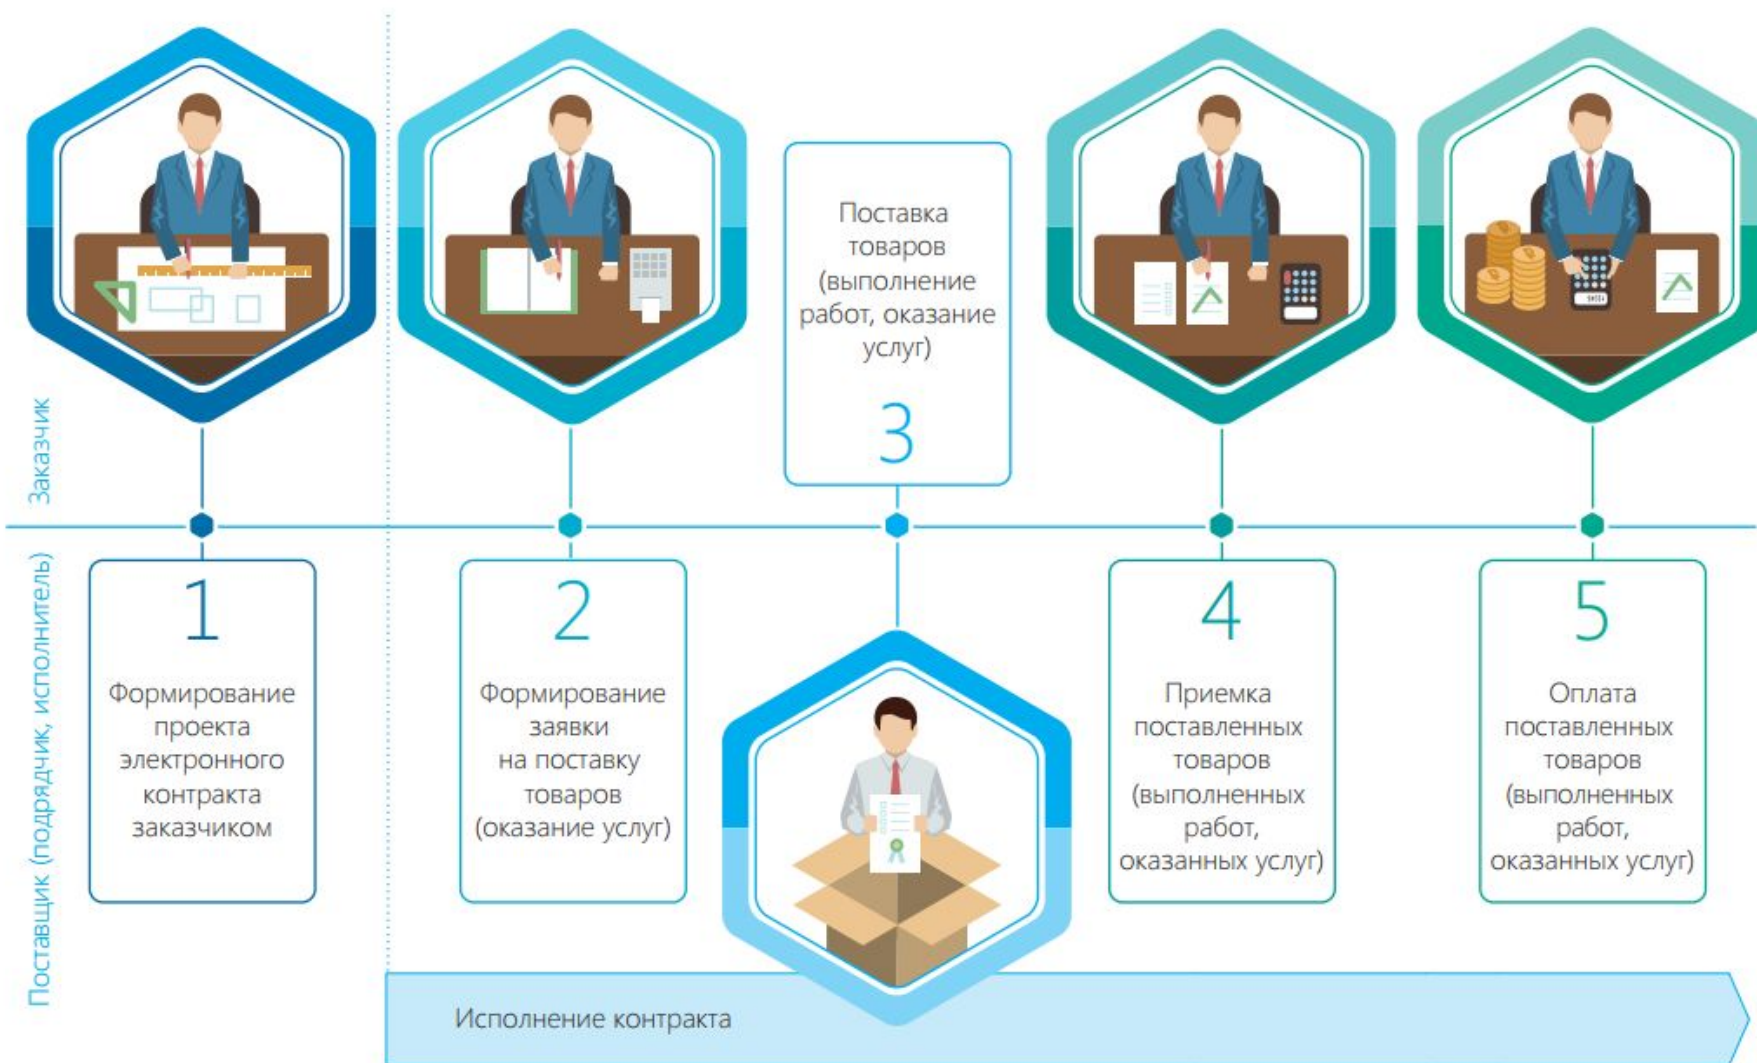 Заказчик
Поставщик (подрядчик, исполнитель)
1
Формирование
проекта
электронного
контракта
заказчиком
2
Формирование
заявки
на поставку
товаров
(оказание услуг)
Поставка
товаров
(выполнение
работ, оказание
услуг)
3
4
Приемка
поставленных
товаров
(выполненных
работ,
оказанных услуг)
5
Оплата
поставленных
товаров
(выполненных
работ,
оказанных услуг)
Исполнение контракта